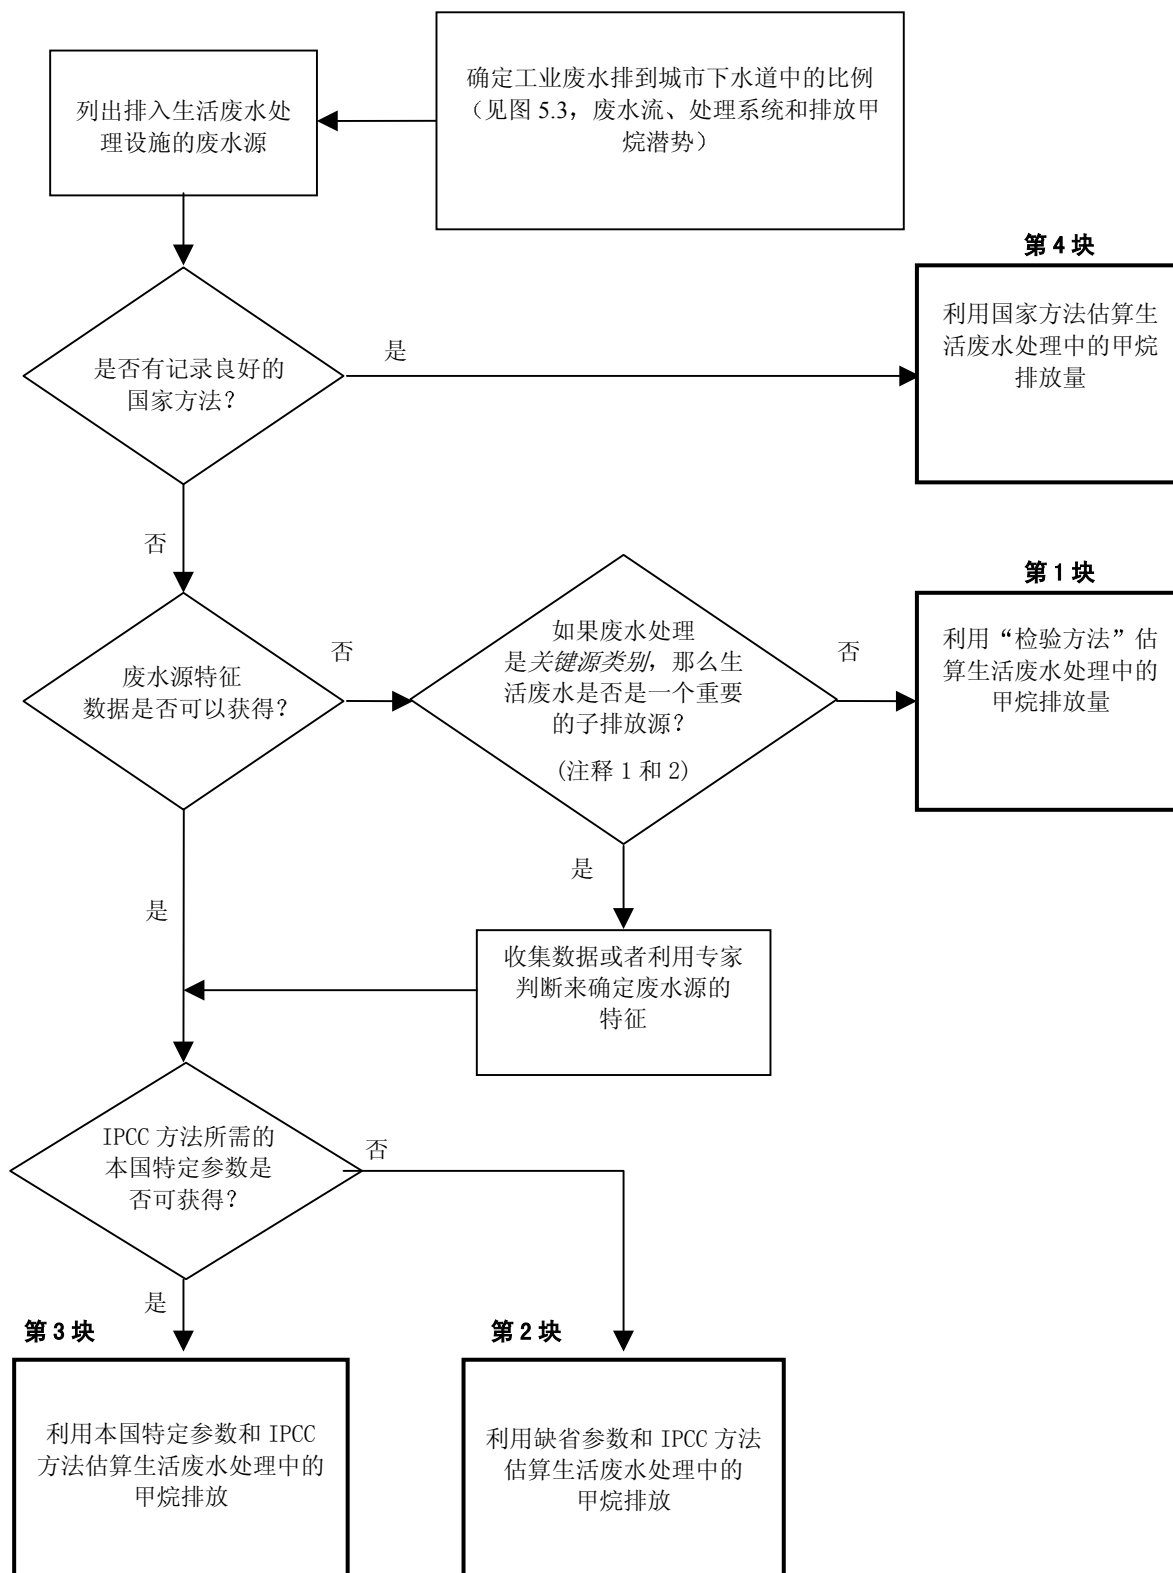 列出排入生活废水处
理设施的废水源
确定工业废水排到城市下水道中的比例
（见图 5.3，废水流、处理系统和排放甲
烷潜势）
第 4 块
利用国家方法估算生
活废水处理中的甲烷
排放量
是否有记录良好的
国家方法？
是
否
第 1 块
利用“检验方法”估
算生活废水处理中的
甲烷排放量
如果废水处理
是关键源类别，那么生
活废水是否是一个重要
的子排放源？
(注释 1 和 2)
否
废水源特征
数据是否可以获得？
否
是
是
收集数据或者利用专家
判断来确定废水源的
特征
IPCC 方法所需的
本国特定参数是
否可获得？
否
是
第 3 块
利用本国特定参数和 IPCC
方法估算生活废水处理中的
甲烷排放
第 2 块
利用缺省参数和 IPCC 方法
估算生活废水处理中的
甲烷排放